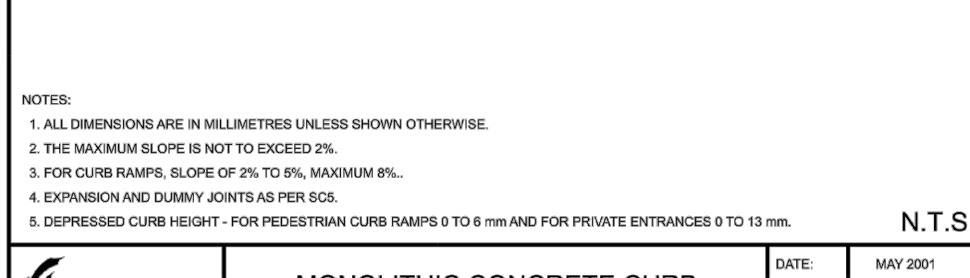 NOTES:
1. ALL DIMENSIONS ARE IN MILLIMETRES UNLESS SHOWN OTHERWISE.
2. THE MAXIMUM SLOPE IS NOT TO EXCEED 2%.
3. FOR CURB RAMPS, SLOPE OF 2% TO 5%, MAXIMUM 8%..
4. EXPANSION AND DUMMY JOINTS AS PER SC5.
5. DEPRESSED CURB HEIGHT - FOR PEDESTRIAN CURB RAMPS 0 TO 6 mm AND FOR PRIVATE ENTRANCES 0 TO 13 mm.
N.T.S
MONOLITHIC CONCRETE CURB
DATE: MAY 2001